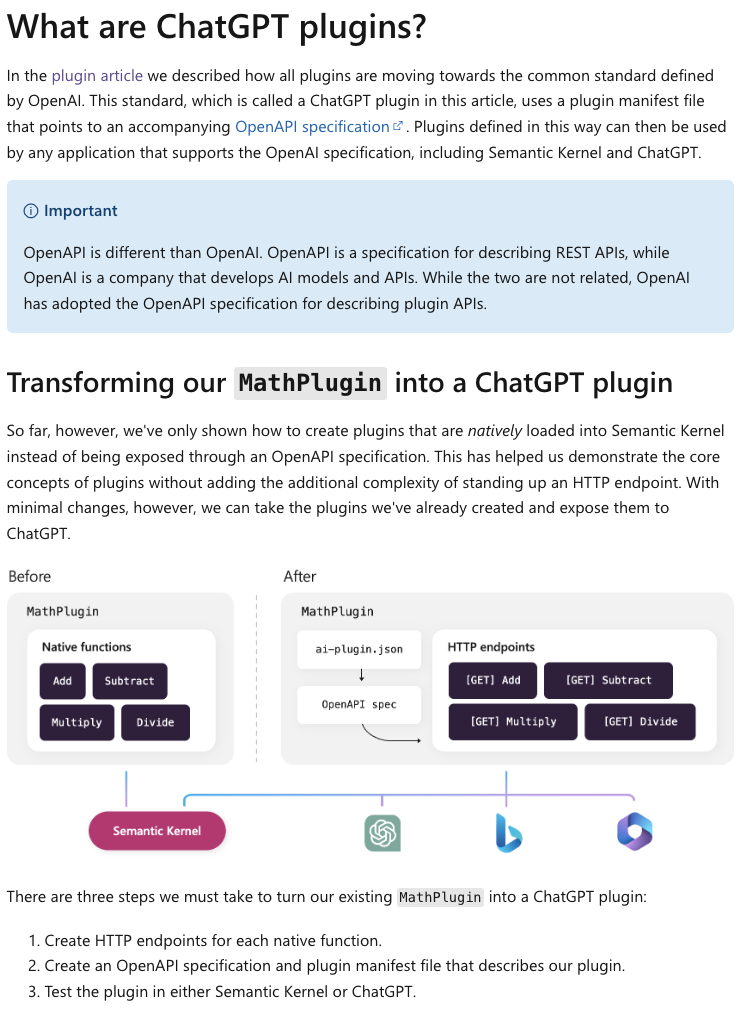 What are ChatGPT plugins?
In the plugin article we described how all plugins are moving towards the common standard defined
by OpenAI. This standard, which is called a ChatGPT plugin in this article, uses a plugin manifest file
that points to an accompanying OpenAPI specification. Plugins defined in this way can then be used
by any application that supports the OpenAI specification, including Semantic Kernel and ChatGPT.
Important
OpenAPI is different than OpenAI. OpenAPI is a specification for describing REST APIs, while
OpenAI is a company that develops AI models and APIs. While the two are not related, OpenAI
has adopted the OpenAPI specification for describing plugin APIs.
Transforming our MathPlugin into a ChatGPT plugin
So far, however, we've only shown how to create plugins that are natively loaded into Semantic Kernel
instead of being exposed through an OpenAPI specification. This has helped us demonstrate the core
concepts of plugins without adding the additional complexity of standing up an HTTP endpoint. With
minimal changes, however, we can take the plugins we've already created and expose them to
ChatGPT.
Before
MathPlugin
Native functions
Add Subtract
Multiply Divide
After
MathPlugin
ai-plugin.json
OpenAPI spec
HTTP endpoints
[GET] Add [GET] Subtract
[GET] Multiply [GET] Divide
Semantic Kernel
There are three steps we must take to turn our existing MathPlugin into a ChatGPT plugin:
1. Create HTTP endpoints for each native function.
2. Create an OpenAPI specification and plugin manifest file that describes our plugin.
3. Test the plugin in either Semantic Kernel or ChatGPT.